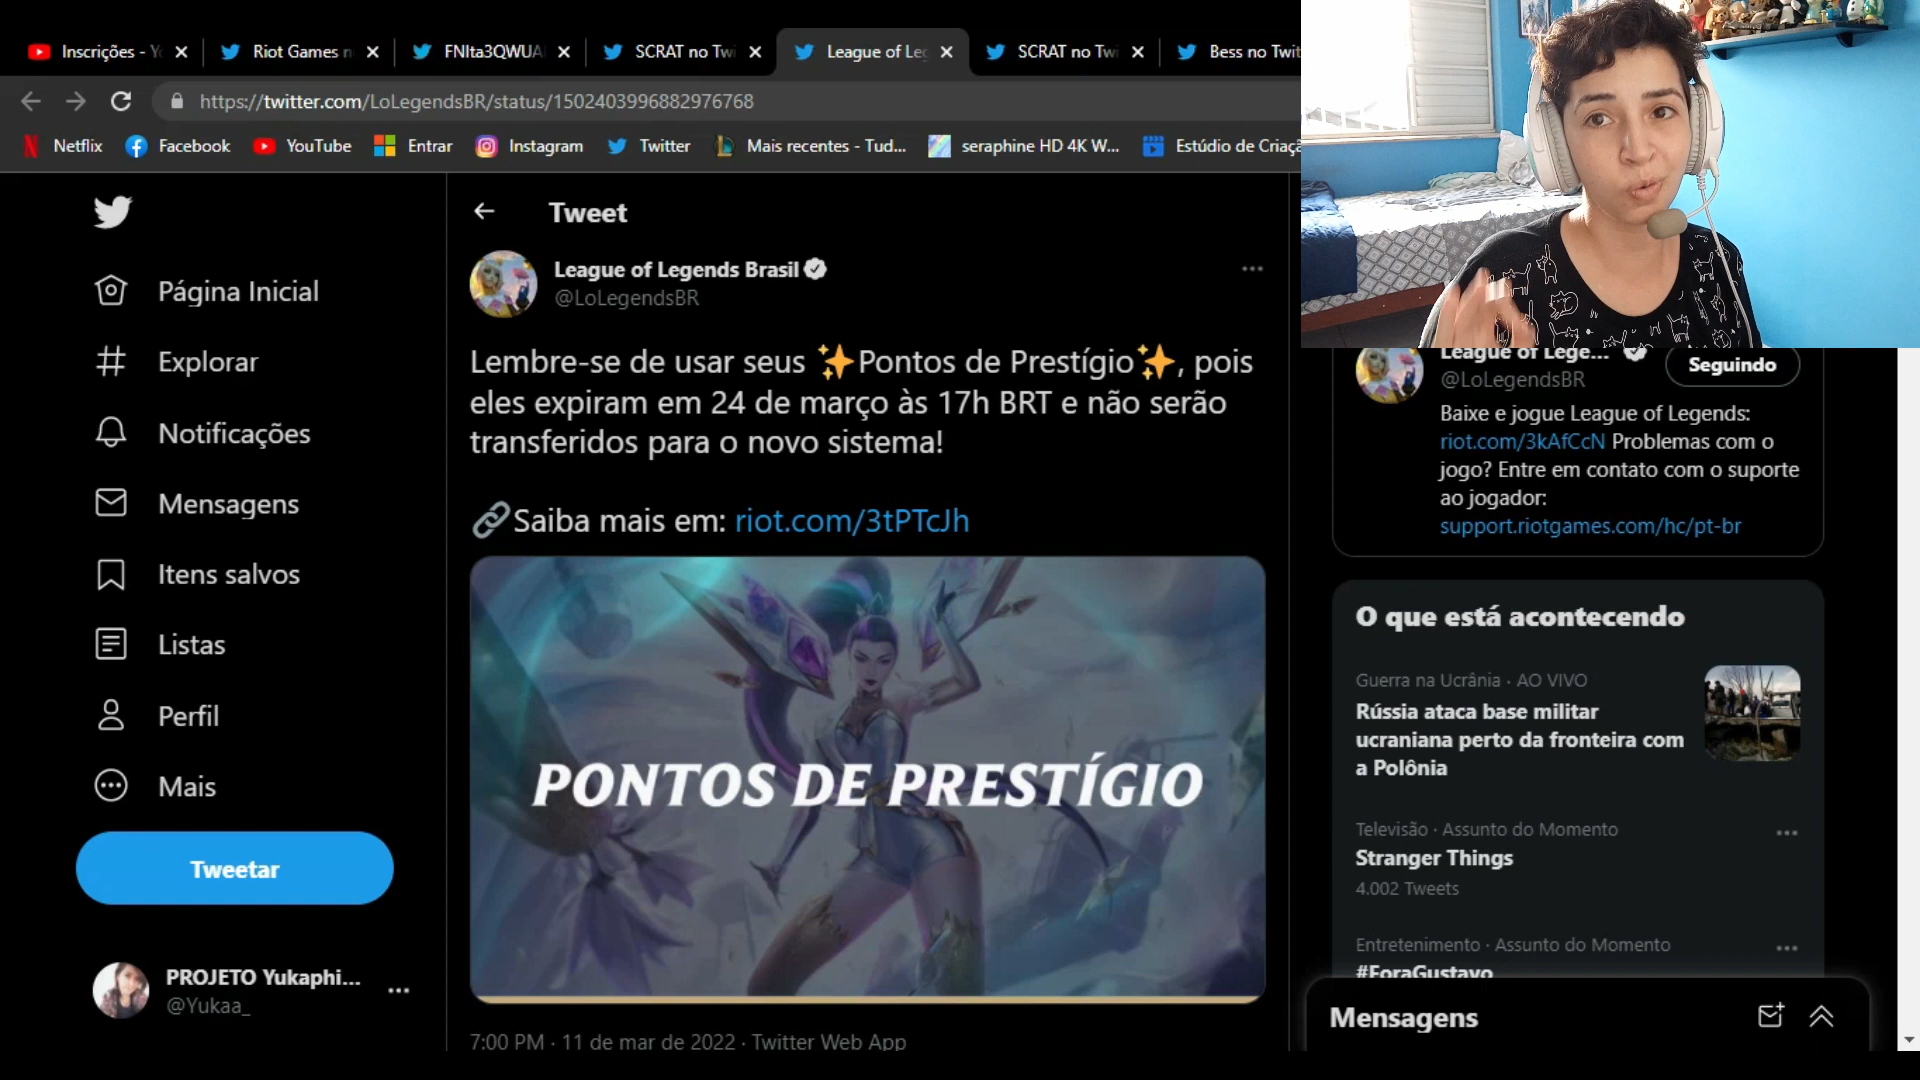 Inscrições - Y
Riot Games n
FNIta3QWUA
SCRAT no Twi
League of Leg
SCRAT no Twi
Bess no Twit
https://twitter.com/LoLegendsBR/status/1502403996882976768
Netflix
Facebook
YouTube
Entrar
Instagram
Twitter
Mais recentes - Tud...
seraphine HD 4K W...
Estúdio de Criaçã
Página Inicial
Explorar
Notificações
Mensagens
Itens salvos
Listas
Perfil
Mais
Tweetar
PROJETO Yukaphi...
@Yukaa_
Tweet
League of Legends Brasil
@LoLegendsBR
Lembre-se de usar seus ✨Pontos de Prestígio✨, pois
eles expiram em 24 de março às 17h BRT e não serão
transferidos para o novo sistema!
🔗Saiba mais em: riot.com/3tPTcJh
PONTOS DE PRESTÍGIO
7:00 PM · 11 de mar de 2022 · Twitter Web App
League of Lege...
@LoLegendsBR
Seguindo
Baixe e jogue League of Legends:
riot.com/3kAfCcN Problemas com o
jogo? Entre em contato com o suporte
ao jogador:
support.riotgames.com/hc/pt-br
O que está acontecendo
Guerra na Ucrânia · AO VIVO
Rússia ataca base militar
ucraniana perto da fronteira com
a Polônia
Televisão · Assunto do Momento
Stranger Things
4.002 Tweets
Entretenimento · Assunto do Momento
#ForaGustavo
Mensagens